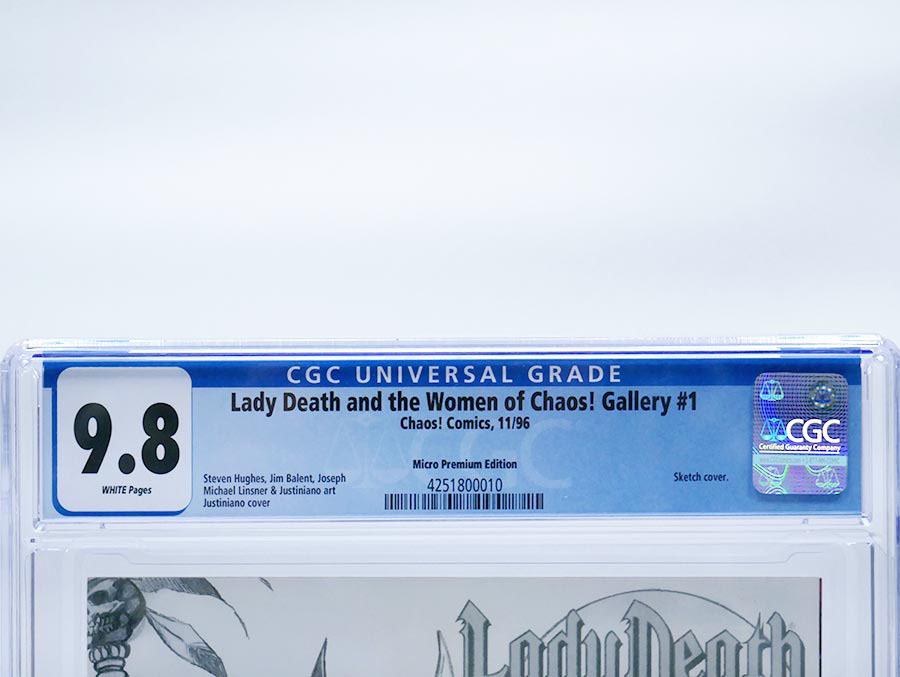 CGC UNIVERSAL GRADE
Lady Death and the Women of Chaos! Gallery #1
Chaos! Comics, 11/96
9.8
WHITE Pages
Micro Premium Edition
4251800010
Steven Hughes, Jim Balent, Joseph
Michael Linsner & Justiniano art
Justiniano cover
Sketch cover.
CGC
Certified Guaranty Company
CGC
Lady Death